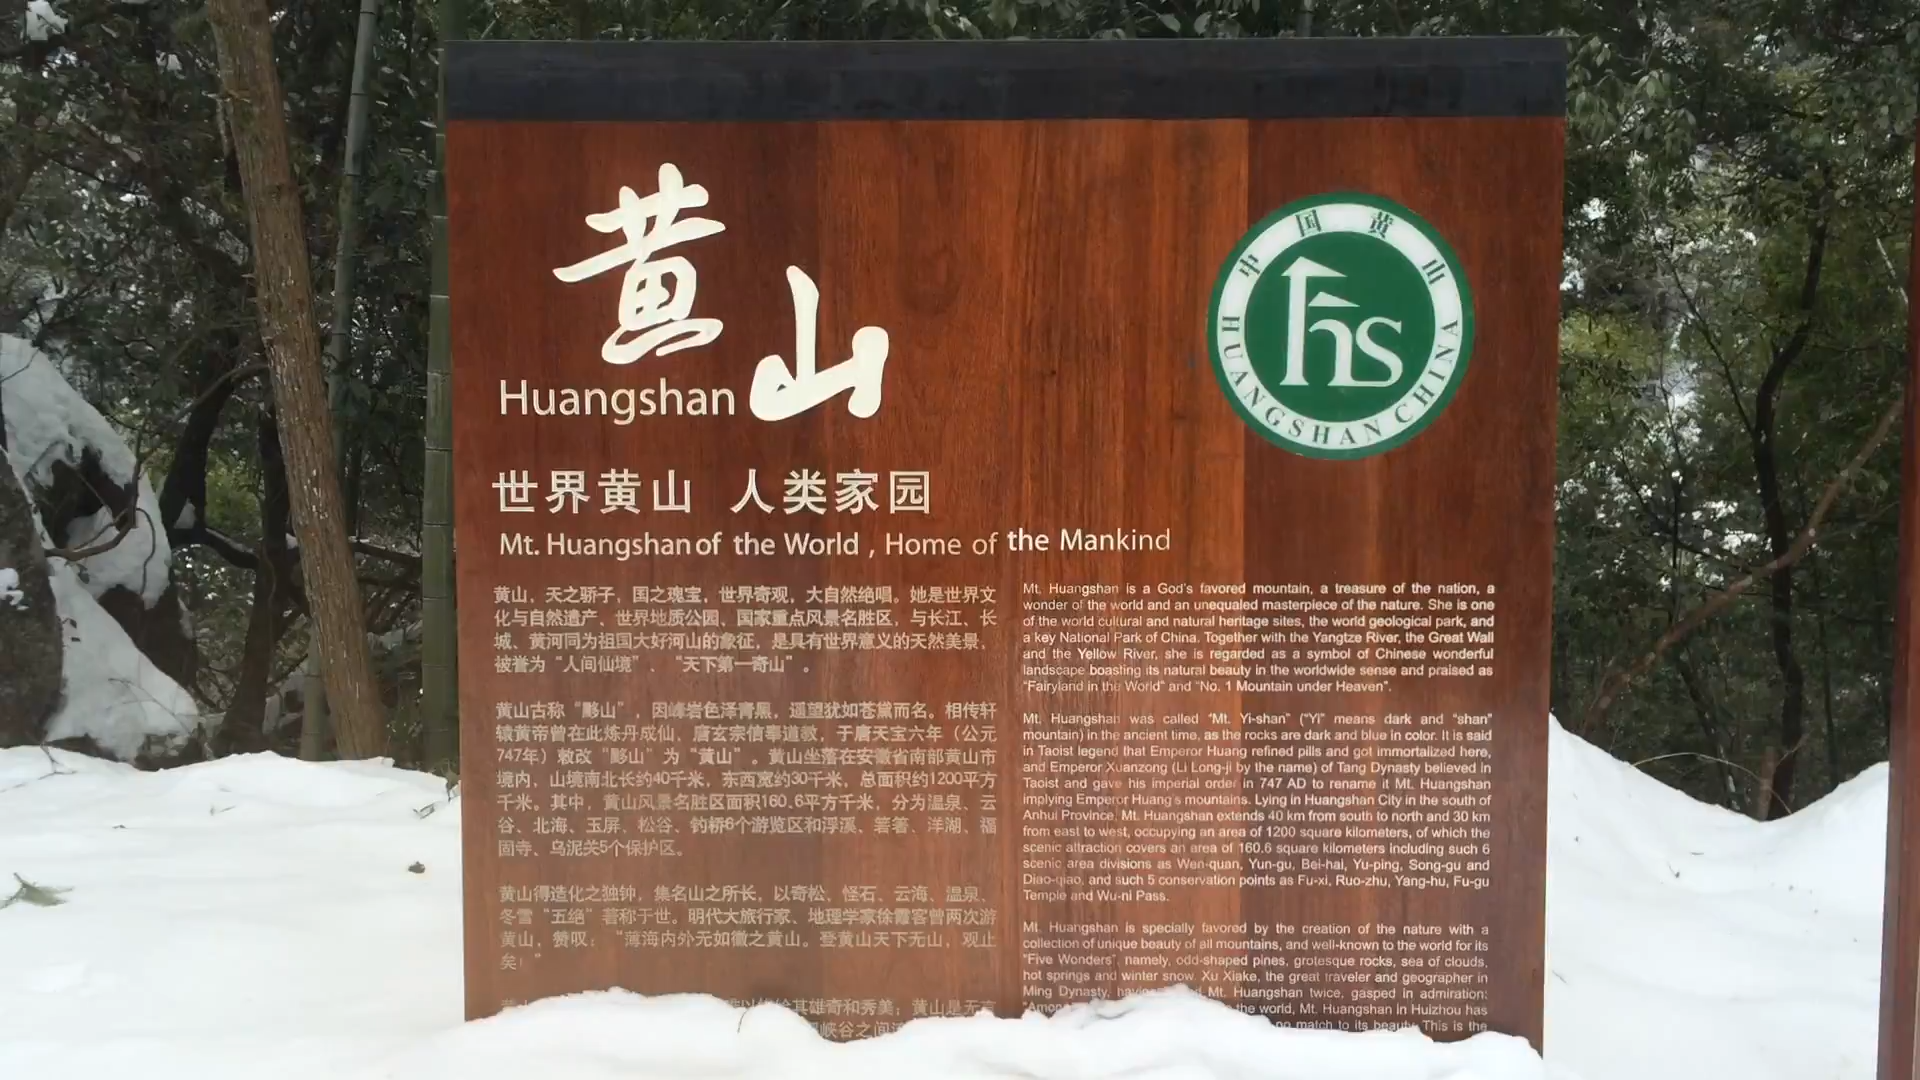 黄山
Huangshan
中国黄山
HUANGSHAN CHINA
hs
世界黄山 人类家园
Mt. Huangshan of the World , Home of the Mankind
黄山，天之骄子，国之瑰宝，世界奇观，大自然绝唱。她是世界文
化与自然遗产、世界地质公园、国家重点风景名胜区，与长江、长
城、黄河同为祖国大好河山的象征，是具有世界意义的天然美景，
被誉为“人间仙境”、“天下第一奇山”。
黄山古称“黟山”，因峰岩色泽青黑，遥望犹如苍黛而名。相传轩
辕黄帝曾在此炼丹成仙，唐玄宗信奉道教，于唐天宝六年（公元
747年）敕改“黟山”为“黄山”。黄山坐落在安徽省南部黄山市
境内，山境南北长约40千米，东西宽约30千米，总面积约1200平方
千米。其中，黄山风景名胜区面积160.6平方千米，分为温泉、云
谷、北海、玉屏、松谷、钓桥6个游览区和浮溪、箬箬、洋湖、福
固寺、乌泥关5个保护区。
黄山得造化之独钟，集名山之所长，以奇松、怪石、云海、温泉、
冬雪“五绝”著称于世。明代大旅行家、地理学家徐霞客曾两次游
黄山，赞叹：“薄海内外无如徽之黄山。登黄山天下无山，观止
矣！”
其雄奇和秀美；黄山是无
峡谷之间
Mt. Huangshan is a God's favored mountain, a treasure of the nation, a
wonder of the world and an unequaled masterpiece of the nature. She is one
of the world cultural and natural heritage sites, the world geological park, and
a key National Park of China. Together with the Yangtze River, the Great Wall
and the Yellow River, she is regarded as a symbol of Chinese wonderful
landscape boasting its natural beauty in the worldwide sense and praised as
“Fairyland in the World” and “No. 1 Mountain under Heaven”.
Mt. Huangshan was called “Mt. Yi-shan” (“Yi” means dark and “shan”
mountain) in the ancient time, as the rocks are dark and blue in color. It is said
in Taoist legend that Emperor Huang refined pills and got immortalized here,
and Emperor Xuanzong (Li Long-ji by the name) of Tang Dynasty believed in
Taoist and gave his imperial order in 747 AD to rename it Mt. Huangshan
implying Emperor Huang's mountains. Lying in Huangshan City in the south of
Anhui Province, Mt. Huangshan extends 40 km from south to north and 30 km
from east to west, occupying an area of 1200 square kilometers, of which the
scenic attraction covers an area of 160.6 square kilometers including such 6
scenic area divisions as Wen-quan, Yun-gu, Bei-hai, Yu-ping, Song-gu and
Diao-qiao, and such 5 conservation points as Fu-xi, Ruo-zhu, Yang-hu, Fu-gu
Temple and Wu-ni Pass.
Mt. Huangshan is specially favored by the creation of the nature with a
collection of unique beauty of all mountains, and well-known to the world for its
“Five Wonders”, namely, odd-shaped pines, grotesque rocks, sea of clouds,
hot springs and winter snow. Xu Xiake, the great traveler and geographer in
Ming Dynasty, having Mt. Huangshan twice, gasped in admiration:
“Among the world, Mt. Huangshan in Huizhou has
no match to its beauty. This is the